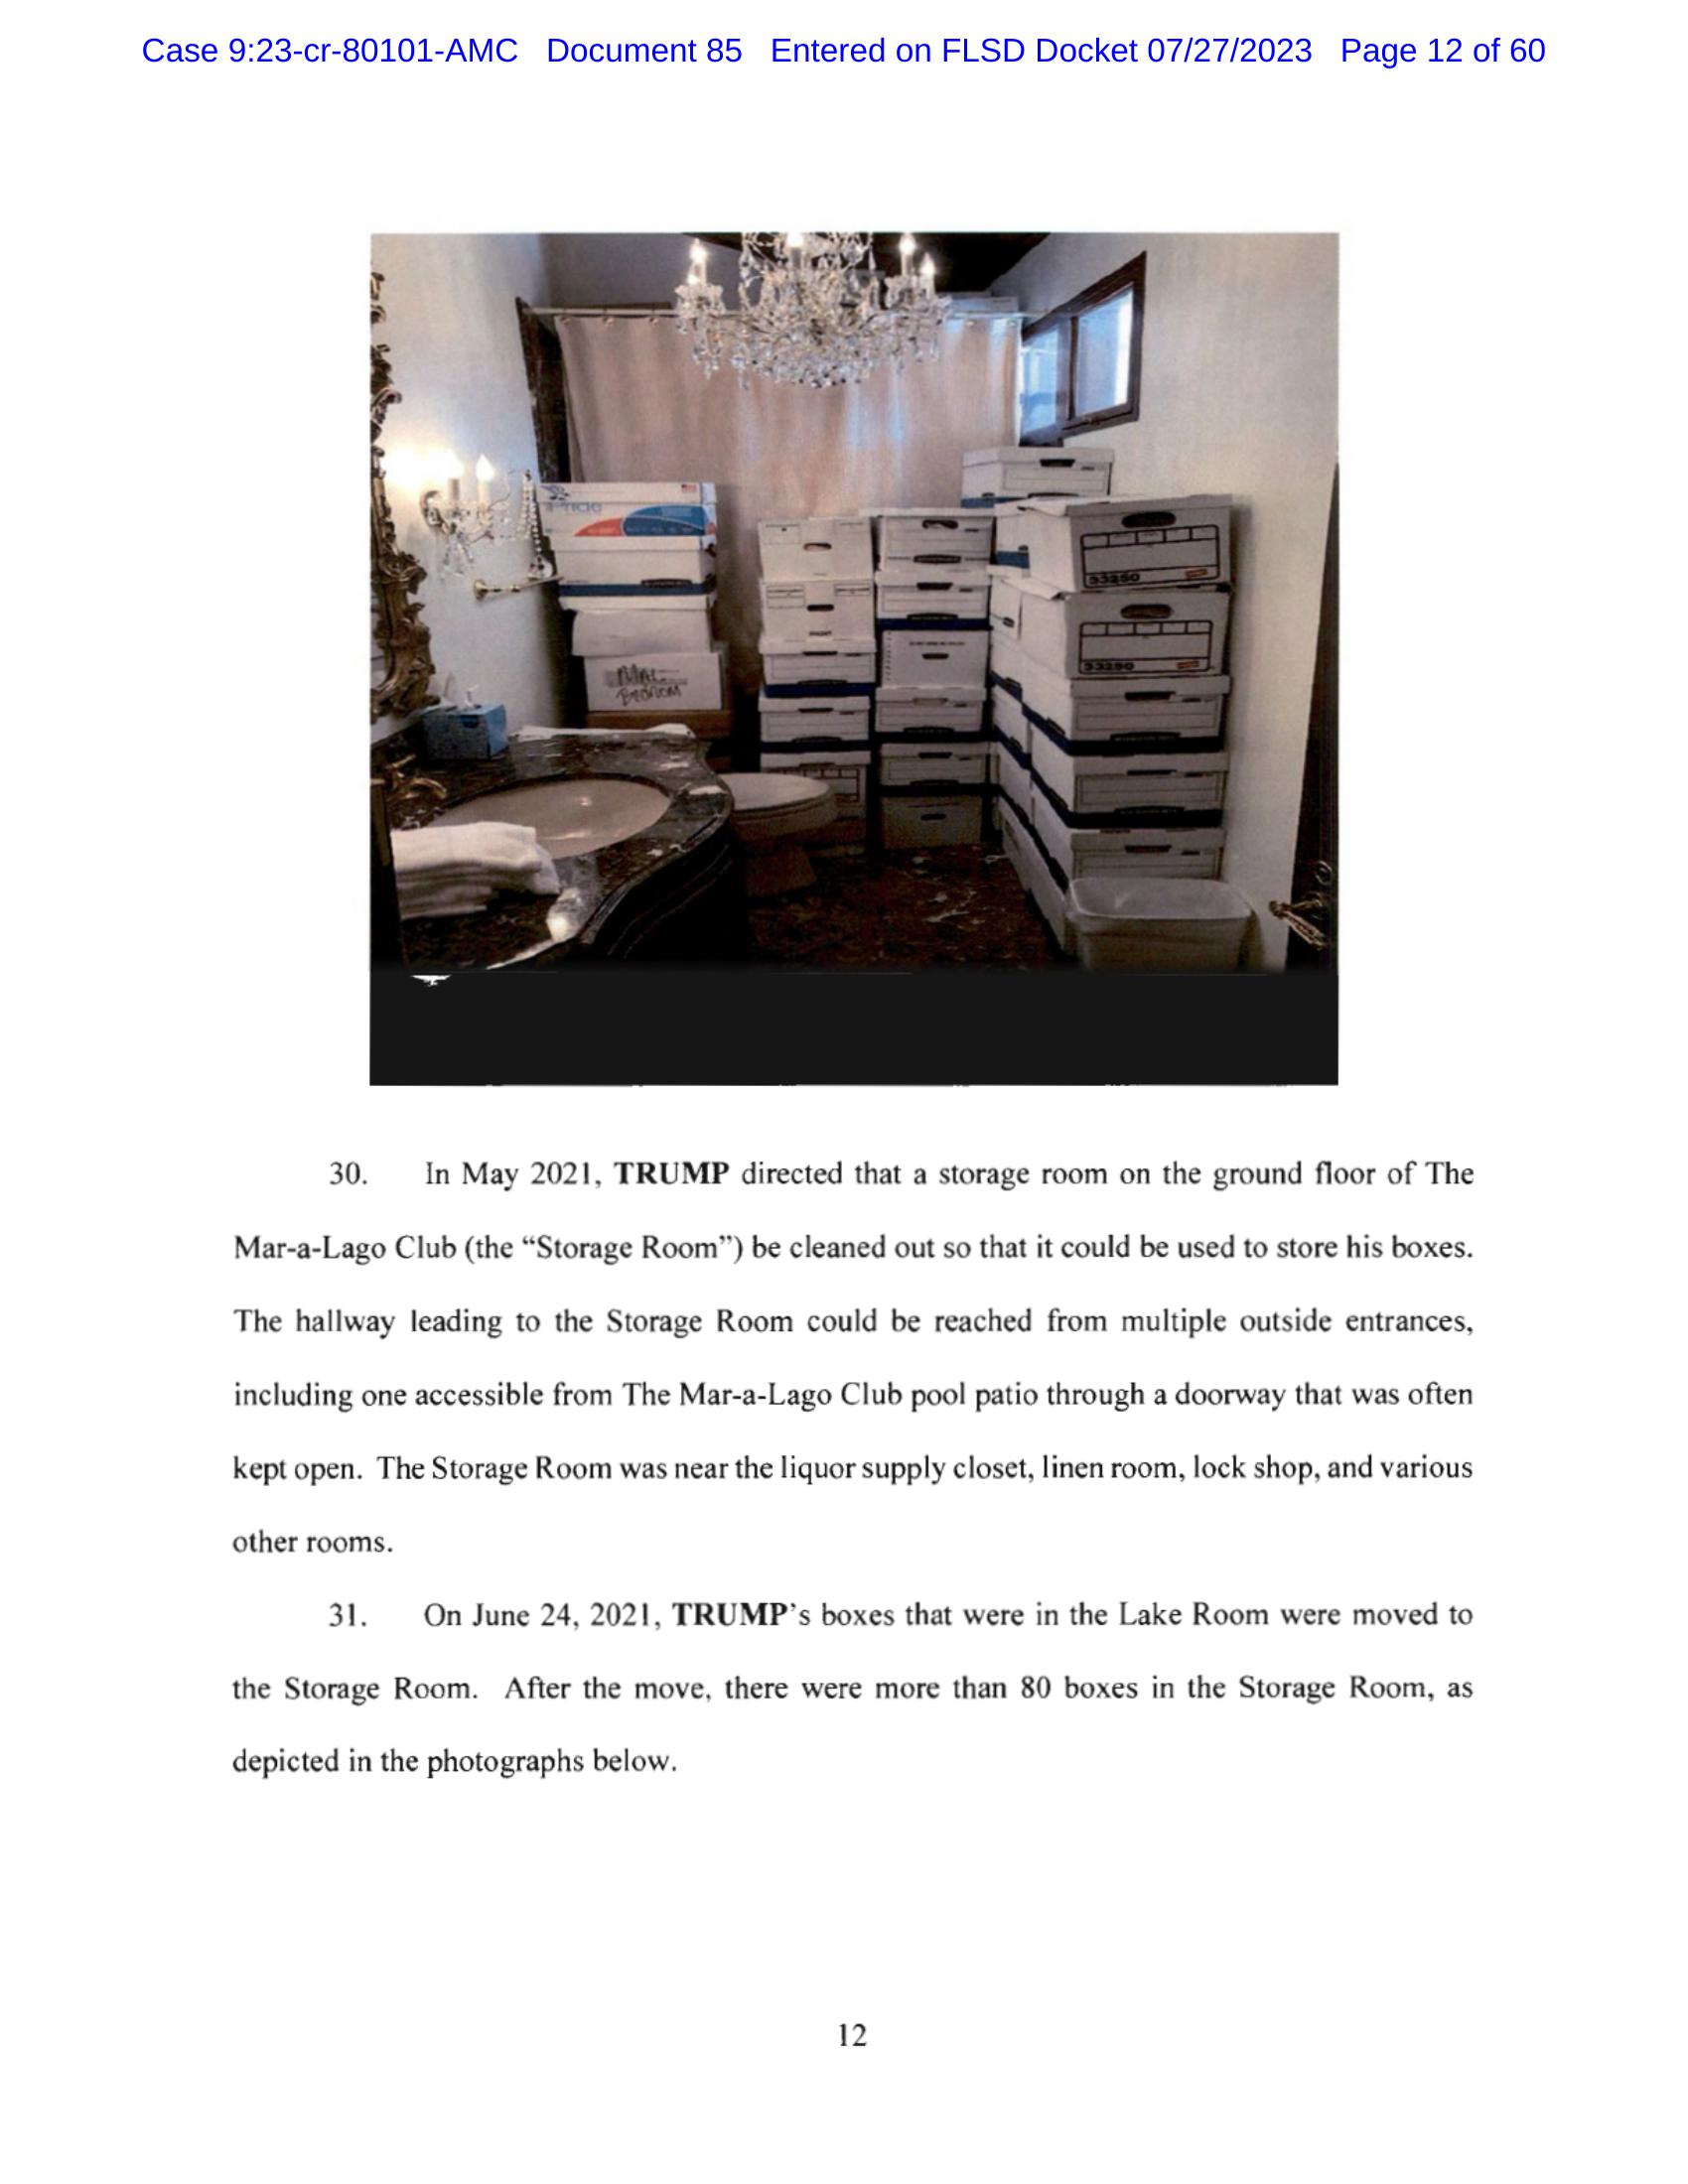 Case 9:23-cr-80101-AMC Document 85 Entered on FLSD Docket 07/27/2023 Page 12 of 60
33250
33250
Bedroom
30. In May 2021, TRUMP directed that a storage room on the ground floor of The
Mar-a-Lago Club (the “Storage Room”) be cleaned out so that it could be used to store his boxes.
The hallway leading to the Storage Room could be reached from multiple outside entrances,
including one accessible from The Mar-a-Lago Club pool patio through a doorway that was often
kept open. The Storage Room was near the liquor supply closet, linen room, lock shop, and various
other rooms.
31. On June 24, 2021, TRUMP’s boxes that were in the Lake Room were moved to
the Storage Room. After the move, there were more than 80 boxes in the Storage Room, as
depicted in the photographs below.
12